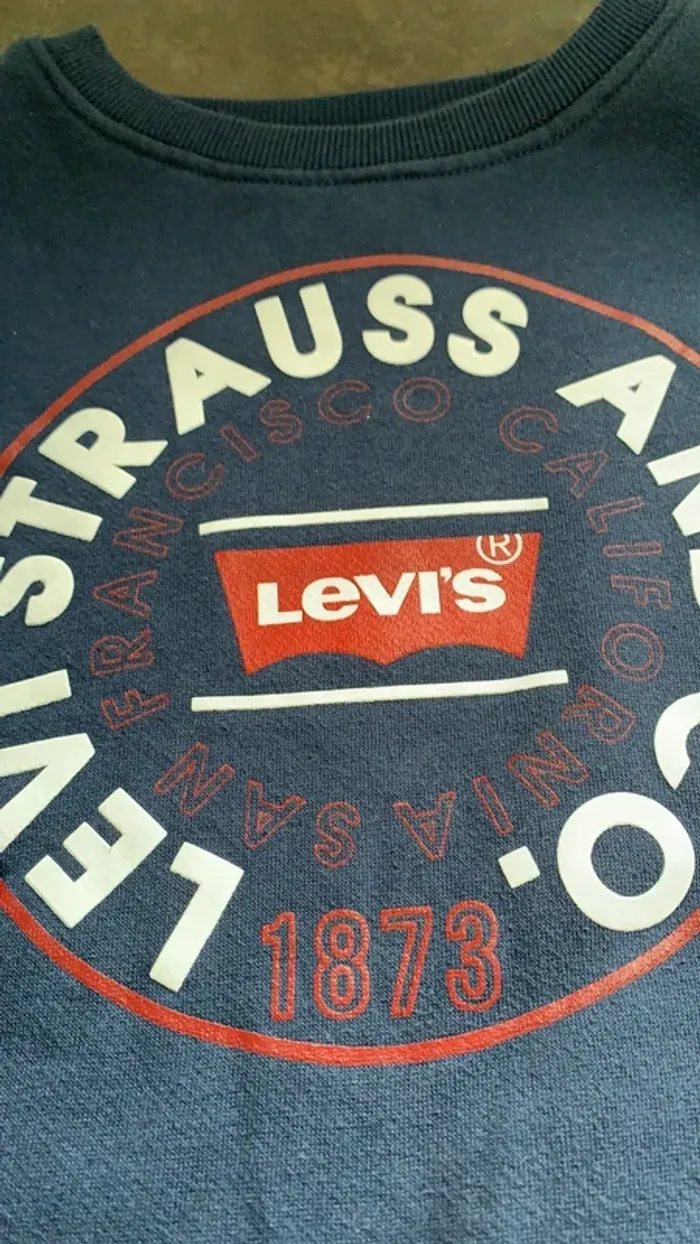 LEVI STRAUSS AND CO.
SAN FRANCISCO CALIFORNIA
LEVI'S®
1873